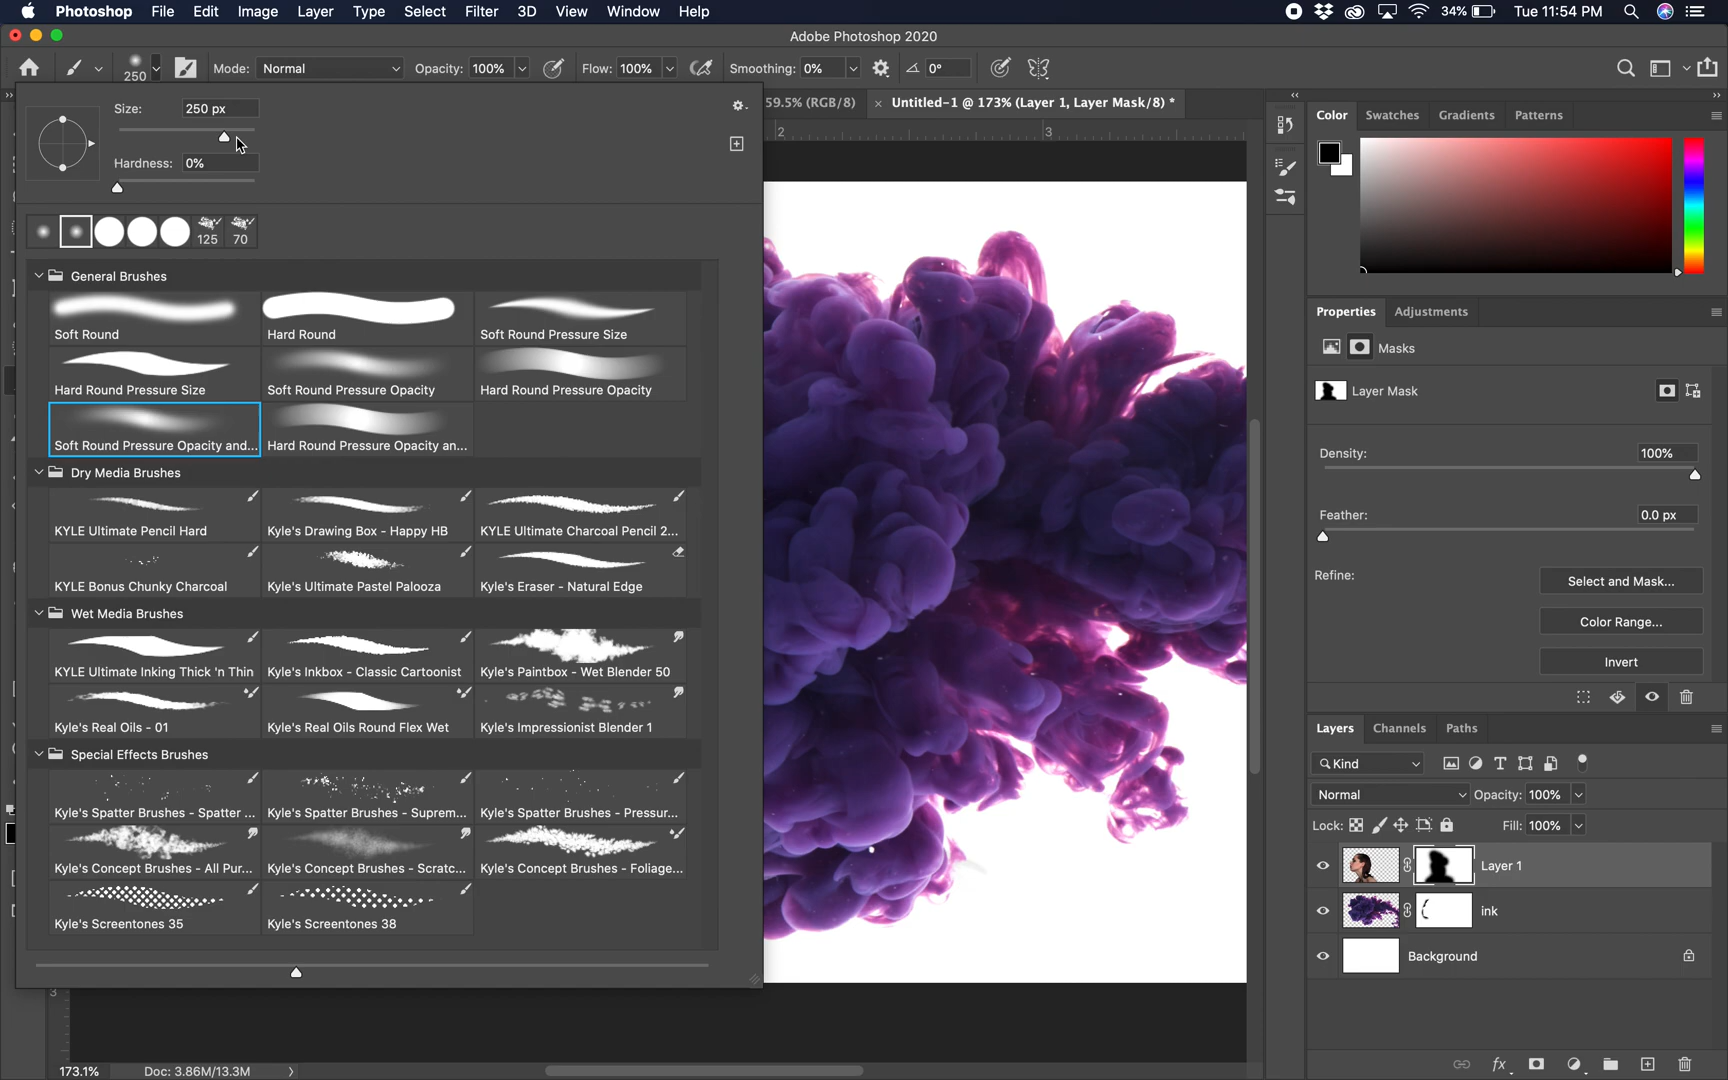 Photoshop File Edit Image Layer Type Select Filter 3D View Window Help 34% Tue 11:54 PM
Adobe Photoshop 2020
250 Mode: Normal Opacity: 100% Flow: 100% Smoothing: 0% 0°
59.5% (RGB/8) × Untitled-1 @ 173% (Layer 1, Layer Mask/8) *
Size: 250 px
Hardness: 0%
125 70
General Brushes
Soft Round Hard Round Soft Round Pressure Size
Hard Round Pressure Size Soft Round Pressure Opacity Hard Round Pressure Opacity
Soft Round Pressure Opacity and... Hard Round Pressure Opacity an...
Dry Media Brushes
KYLE Ultimate Pencil Hard Kyle's Drawing Box - Happy HB KYLE Ultimate Charcoal Pencil 2...
KYLE Bonus Chunky Charcoal Kyle's Ultimate Pastel Palooza Kyle's Eraser - Natural Edge
Wet Media Brushes
KYLE Ultimate Inking Thick 'n Thin Kyle's Inkbox - Classic Cartoonist Kyle's Paintbox - Wet Blender 50
Kyle's Real Oils - 01 Kyle's Real Oils Round Flex Wet Kyle's Impressionist Blender 1
Special Effects Brushes
Kyle's Spatter Brushes - Spatter ... Kyle's Spatter Brushes - Suprem... Kyle's Spatter Brushes - Pressur...
Kyle's Concept Brushes - All Pur... Kyle's Concept Brushes - Scratc... Kyle's Concept Brushes - Foliage...
Kyle's Screentones 35 Kyle's Screentones 38
2 3
3
173.1% Doc: 3.86M/13.3M
Color Swatches Gradients Patterns
Properties Adjustments
Masks
Layer Mask
Density: 100%
Feather: 0.0 px
Refine:
Select and Mask...
Color Range...
Invert
Layers Channels Paths
Kind
Normal Opacity: 100%
Lock: Fill: 100%
Layer 1
ink
Background
fx